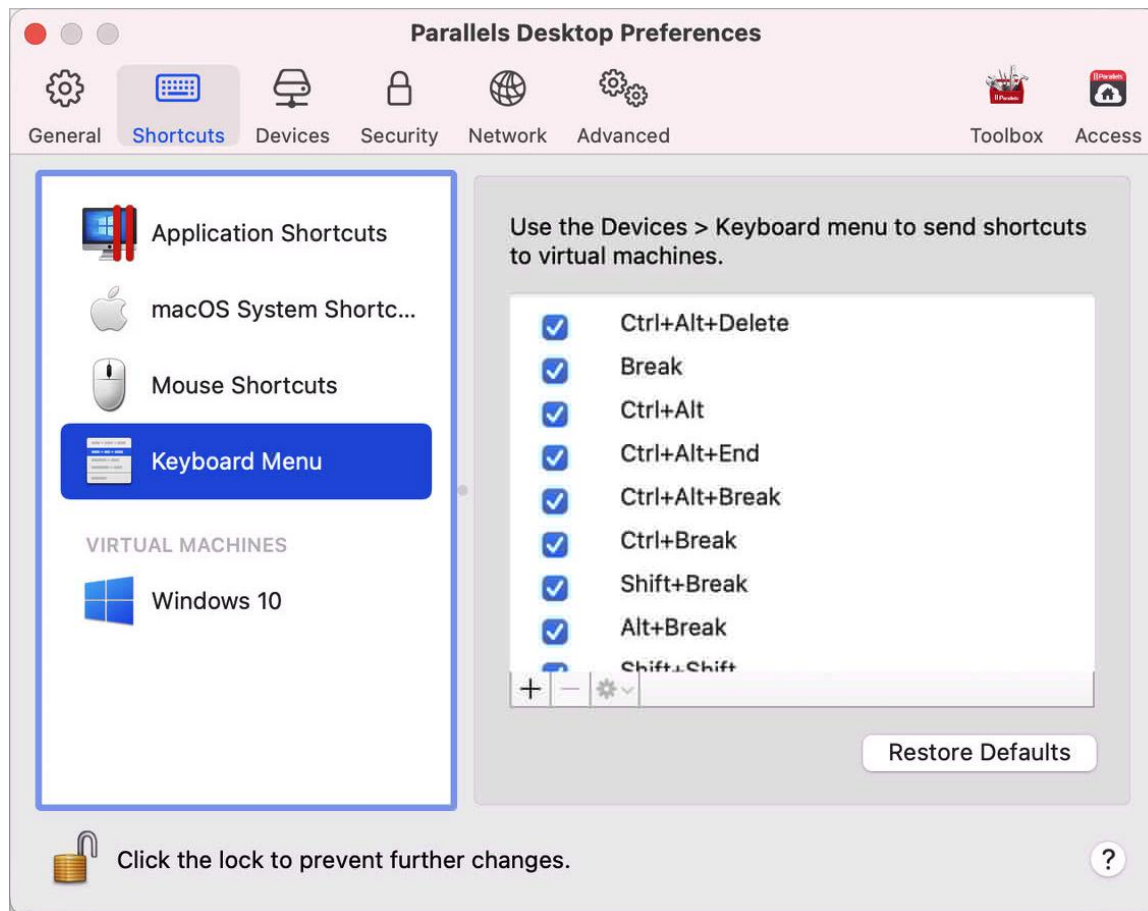 Parallels Desktop Preferences
General Shortcuts Devices Security Network Advanced Toolbox Access
Application Shortcuts
macOS System Shortc...
Mouse Shortcuts
Keyboard Menu
VIRTUAL MACHINES
Windows 10
Use the Devices > Keyboard menu to send shortcuts
to virtual machines.
Ctrl+Alt+Delete
Break
Ctrl+Alt
Ctrl+Alt+End
Ctrl+Alt+Break
Ctrl+Break
Shift+Break
Alt+Break
Shift+Shift
Restore Defaults
Click the lock to prevent further changes.
?